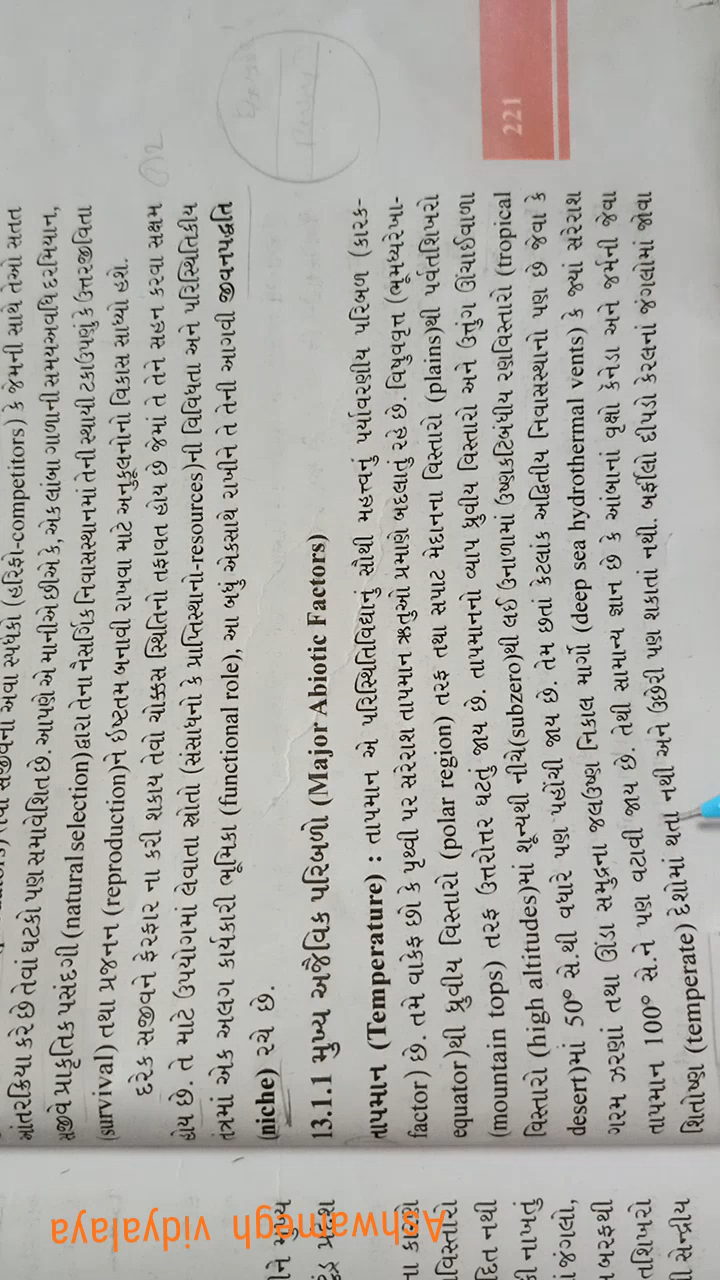 આંતરક્રિયા કરે છે તેવાં ઘટકો પણ સમાવેશિત છે. આપણે એ માનીએ છીએ કે, એક લાંબા ગાળાની સમયઅવધિ દરમિયાન,
સજીવે પ્રાકૃતિક પસંદગી (natural selection) દ્વારા તેના નૈસર્ગિક નિવાસસ્થાનમાં તેની સ્થાયી ટકાઉપણું કે ઉત્તરજીવિતા
(survival) તથા પ્રજનન (reproduction)ને ઇષ્ટતમ બનાવી રાખવા માટે અનુકૂલનોનો વિકાસ સાધ્યો હશે.
દરેક સજીવને ફેરફાર ના કરી શકાય તેવો ચોક્કસ સ્થિતિનો તફાવત હોય છે જેમાં તે તેને સહન કરવા સક્ષમ
હોય છે. તે માટે ઉપયોગમાં લેવાતા સ્રોતો (સંસાધનો કે પ્રાપ્તિસ્થાનો-resources)ની વિવિધતા અને પરિસ્થિતિકીય
તંત્રમાં એક અલગ કાર્યકારી ભૂમિકા (functional role), આ બધું એકસાથે રાખીને તે તેની આગવી જીવનપદ્ધતિ
(niche) રચે છે.
13.1.1 મુખ્ય અજૈવિક પરિબળો (Major Abiotic Factors)
તાપમાન (Temperature) : તાપમાન એ પરિસ્થિતિવિદ્યાનું સૌથી મહત્ત્વનું પર્યાવરણીય પરિબળ (કારક-
factor) છે. તમે વાકેફ છો કે પૃથ્વી પર સરેરાશ તાપમાન ઋતુઓ પ્રમાણે બદલાતું રહે છે. વિષુવવૃત્ત (ભૂમધ્યરેખા-
equator)થી ધ્રુવીય વિસ્તારો (polar region) તરફ તથા સપાટ મેદાનના વિસ્તારો (plains)થી પર્વતશિખરો
(mountain tops) તરફ ઉત્તરોત્તર ઘટતું જાય છે. તાપમાનનો વ્યાપ ધ્રુવીય વિસ્તારો અને ઉત્તુંગ ઊંચાઈવાળા
વિસ્તારો (high altitudes)માં શૂન્યથી નીચે(subzero)થી લઈ ઉનાળામાં ઉષ્ણકટિબંધીય રણવિસ્તારો (tropical
desert)માં 50° સે.થી વધારે પણ પહોંચી જાય છે. તેમ છતાં કેટલાંક અદ્વિતીય નિવાસસ્થાનો પણ છે જેવા કે
ગરમ ઝરણાં તથા ઊંડા સમુદ્રના જલઉષ્ણ નિકાલ માર્ગો (deep sea hydrothermal vents) કે જ્યાં સરેરાશ
તાપમાન 100° સે.ને પણ વટાવી જાય છે. તેથી સામાન્ય જ્ઞાન છે કે આંબાનાં વૃક્ષો કૅનેડા અને જર્મની જેવા
શિતોષ્ણ (temperate) દેશોમાં થતા નથી અને ઉછેરી પણ શકાતાં નથી. બર્ફીલો દીપડો કેરલનાં જંગલોમાં જોવા
221
Ashwamegh vidyalaya